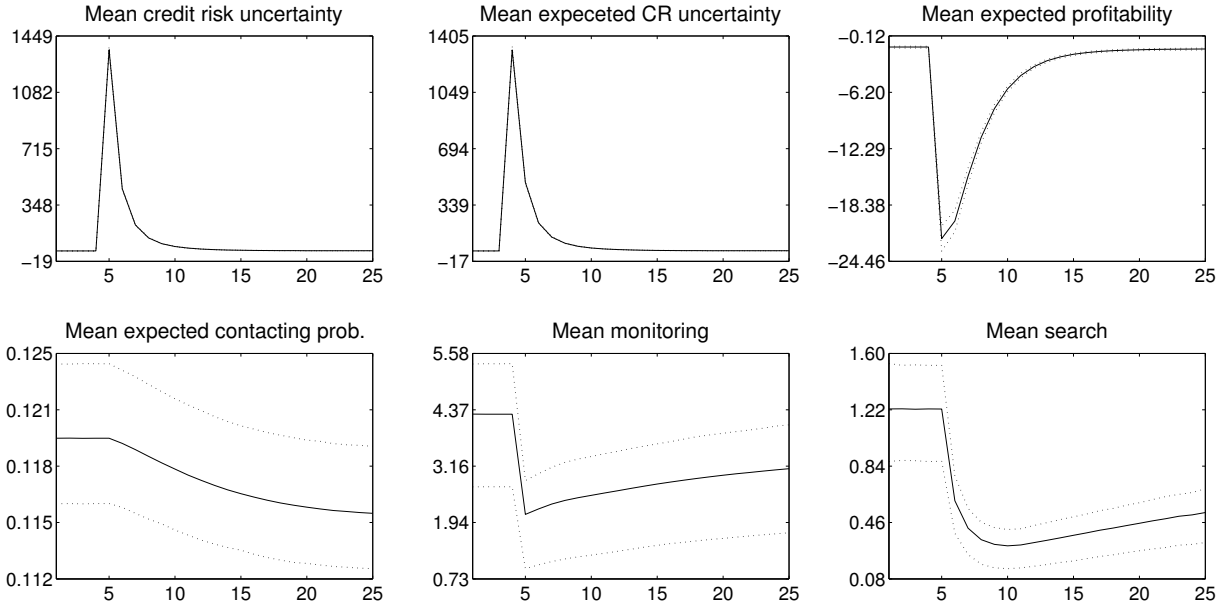 Mean credit risk uncertainty
1449
1082
715
348
−19
5 10 15 20 25
Mean expeceted CR uncertainty
1405
1049
694
339
−17
5 10 15 20 25
Mean expected profitability
−0.12
−6.20
−12.29
−18.38
−24.46
5 10 15 20 25
Mean expected contacting prob.
0.125
0.121
0.118
0.115
0.112
5 10 15 20 25
Mean monitoring
5.58
4.37
3.16
1.94
0.73
5 10 15 20 25
Mean search
1.60
1.22
0.84
0.46
0.08
5 10 15 20 25